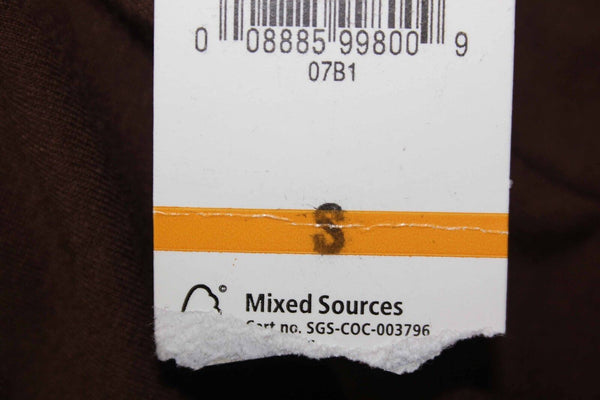 0 08885 99800 9
07B1
S
©
Mixed Sources
Cert no. SGS-COC-003796